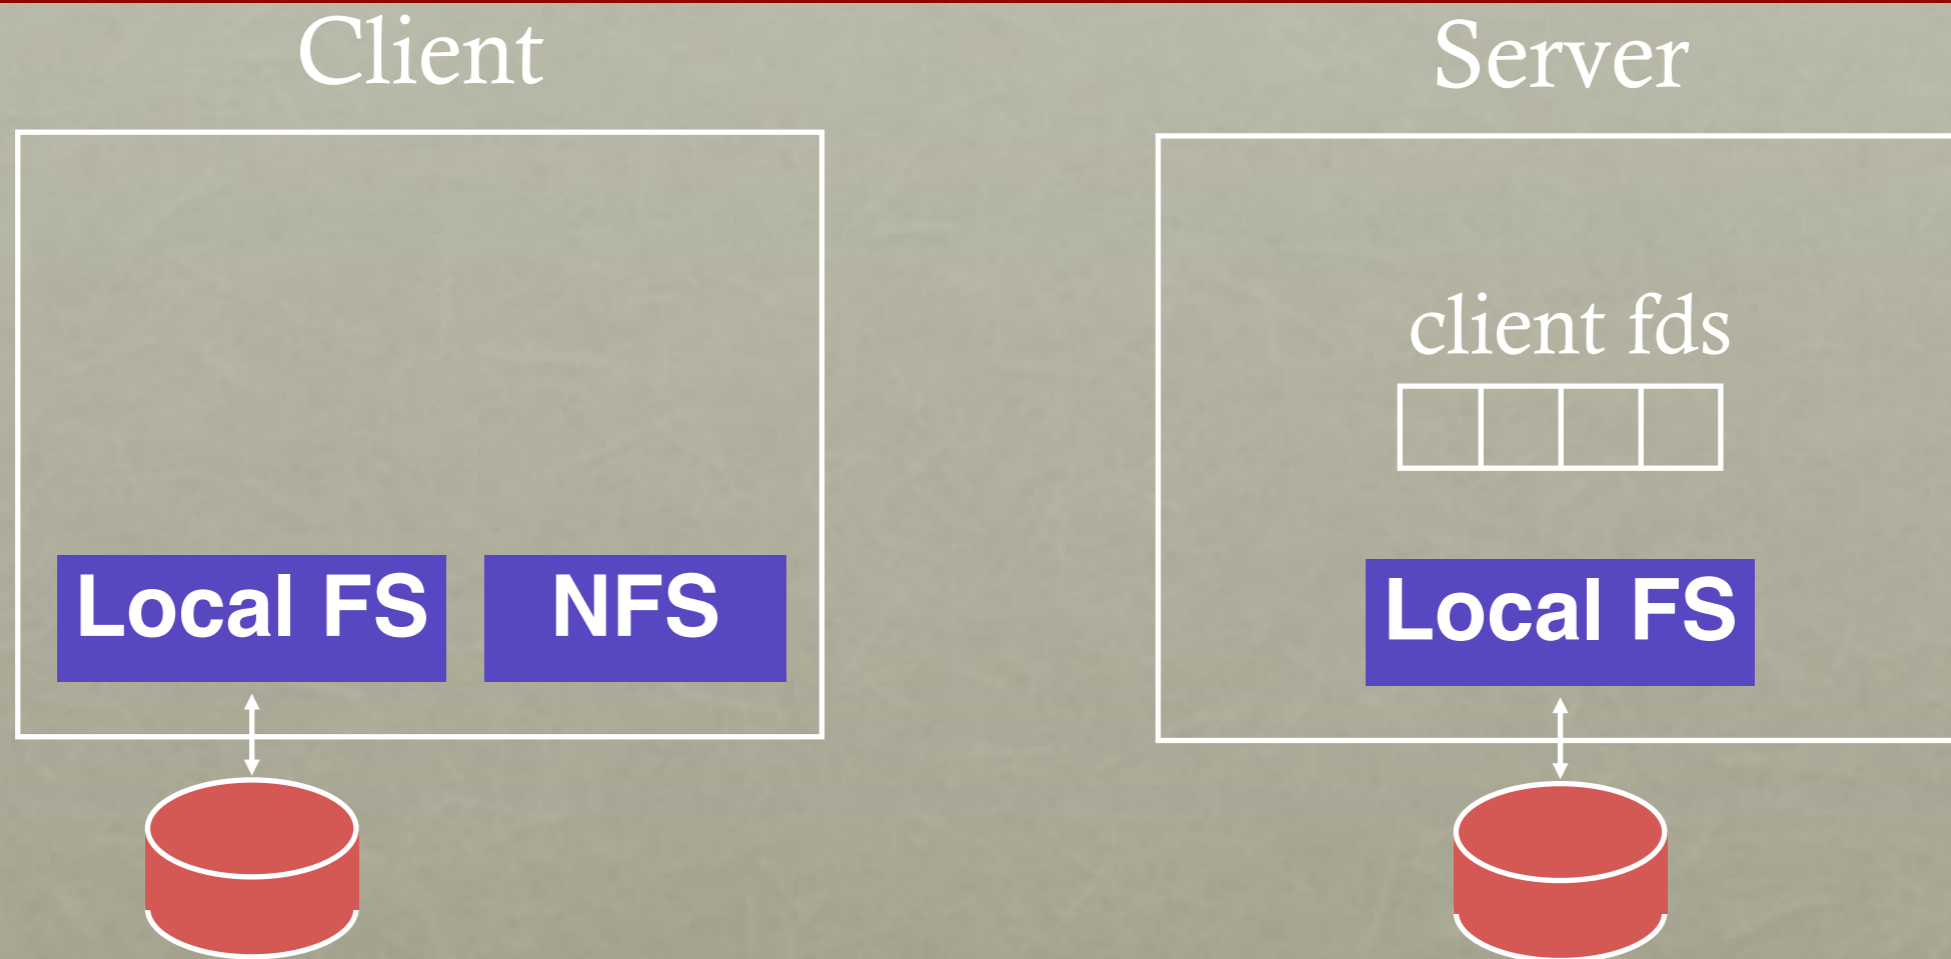 Client
Server
client fds
Local FS
NFS
Local FS